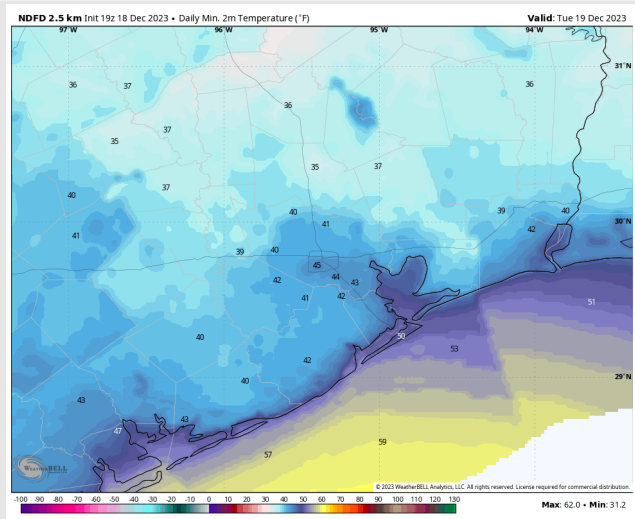 NDFD 2.5 km Init 19z 18 Dec 2023 • Daily Min. 2m Temperature (°F) Valid: Tue 19 Dec 2023
97°W 96°W 95°W 94°W
31°N
36 37 36
36
37
35
35 37
37
40
40 39 40
41
42
41
39 40
45
44
43
42
41 42
51
50
40
53
42
29°N
40
43
43
47
59
57
30°N
WeatherBELL
© 2023 WeatherBELL Analytics, LLC. All rights reserved. License required for commercial distribution.
-100 -90 -80 -70 -60 -50 -40 -30 -20 -10 0 10 20 30 40 50 60 70 80 90 100 110 120 130
Max: 62.0 • Min: 31.2